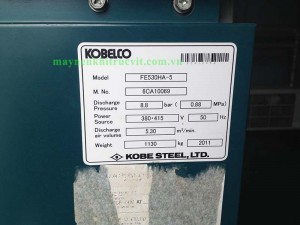 maynenkhitrucvit.com.vn
KOBELCO
Model FE530HA-5
M. No. 6CA10069
Discharge Pressure 8.8 bar ( 0.88 MPa)
Power Source 380-415 V 50 Hz
Discharge air volume 5.30 m³/min.
Weight 1130 kg 2011
KOBE STEEL, LTD.